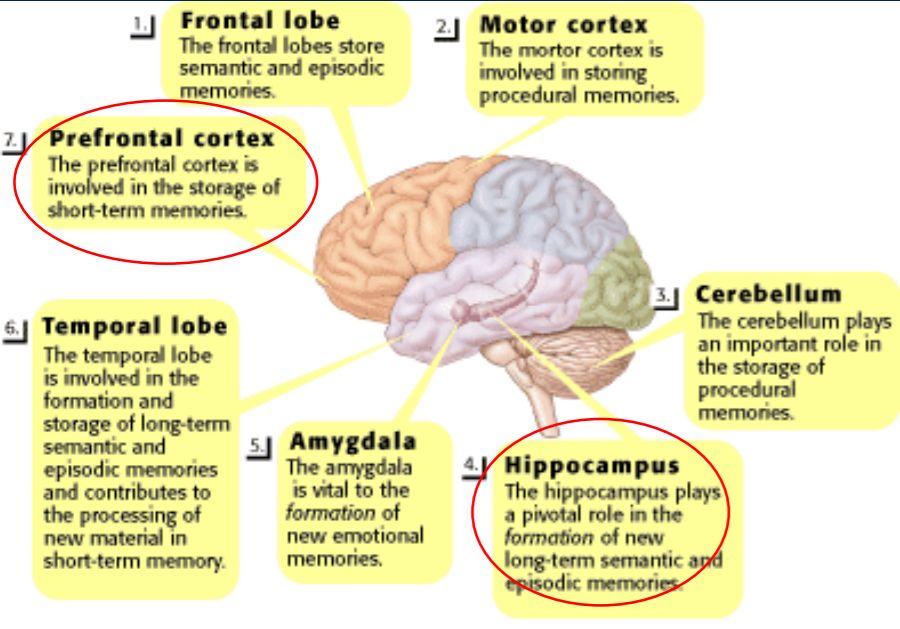 1.
Frontal lobe
The frontal lobes store
semantic and episodic
memories.
2.
Motor cortex
The mortor cortex is
involved in storing
procedural memories.
7.
Prefrontal cortex
The prefrontal cortex is
involved in the storage of
short-term memories.
3.
Cerebellum
The cerebellum plays
an important role in
the storage of
procedural
memories.
6.
Temporal lobe
The temporal lobe
is involved in the
formation and
storage of long-term
semantic and
episodic memories
and contributes to
the processing of
new material in
short-term memory.
5.
Amygdala
The amygdala
is vital to the
formation of
new emotional
memories.
4.
Hippocampus
The hippocampus plays
a pivotal role in the
formation of new
long-term semantic and
episodic memories.